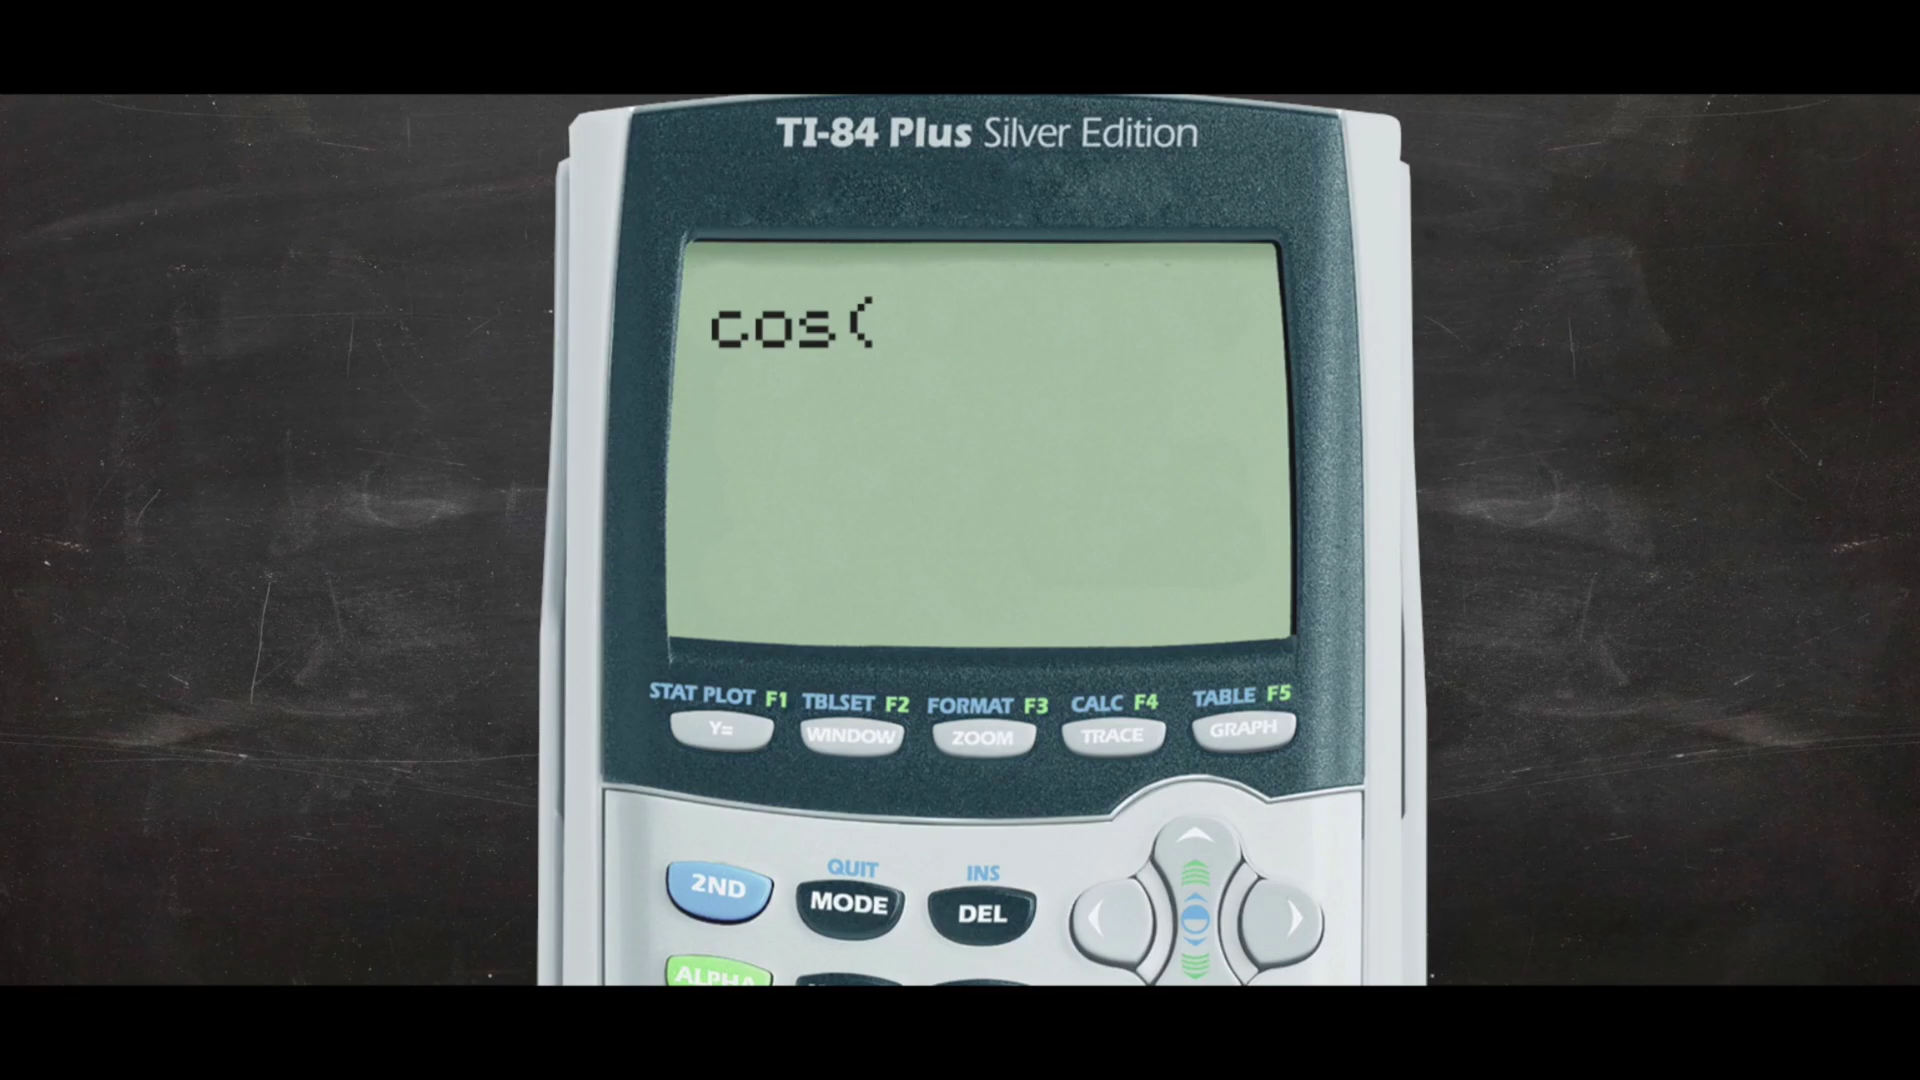 TI-84 Plus Silver Edition
cos(
STAT PLOT F1 TBLSET F2 FORMAT F3 CALC F4 TABLE F5
Y= WINDOW ZOOM TRACE GRAPH
QUIT INS
2ND MODE DEL
ALPHA